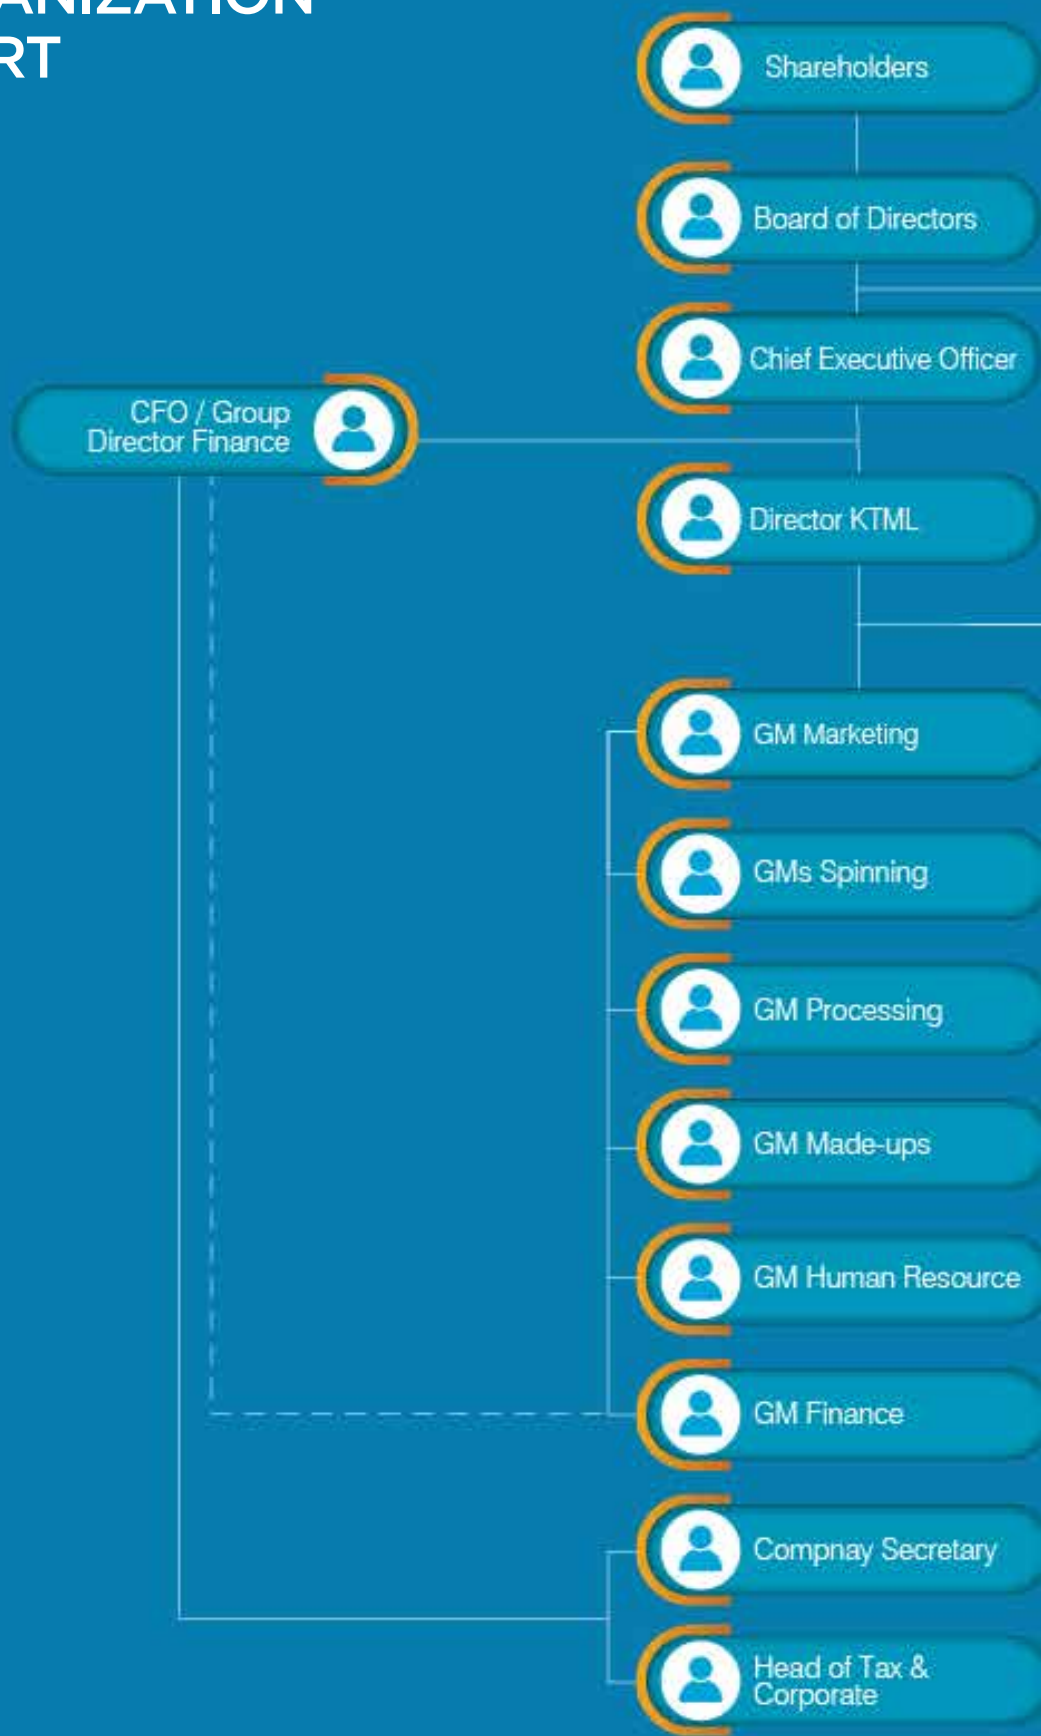 ANIZATION
RT
Shareholders
Board of Directors
Chief Executive Officer
CFO / Group
Director Finance
Director KTML
GM Marketing
GMs Spinning
GM Processing
GM Made-ups
GM Human Resource
GM Finance
Compnay Secretary
Head of Tax &
Corporate